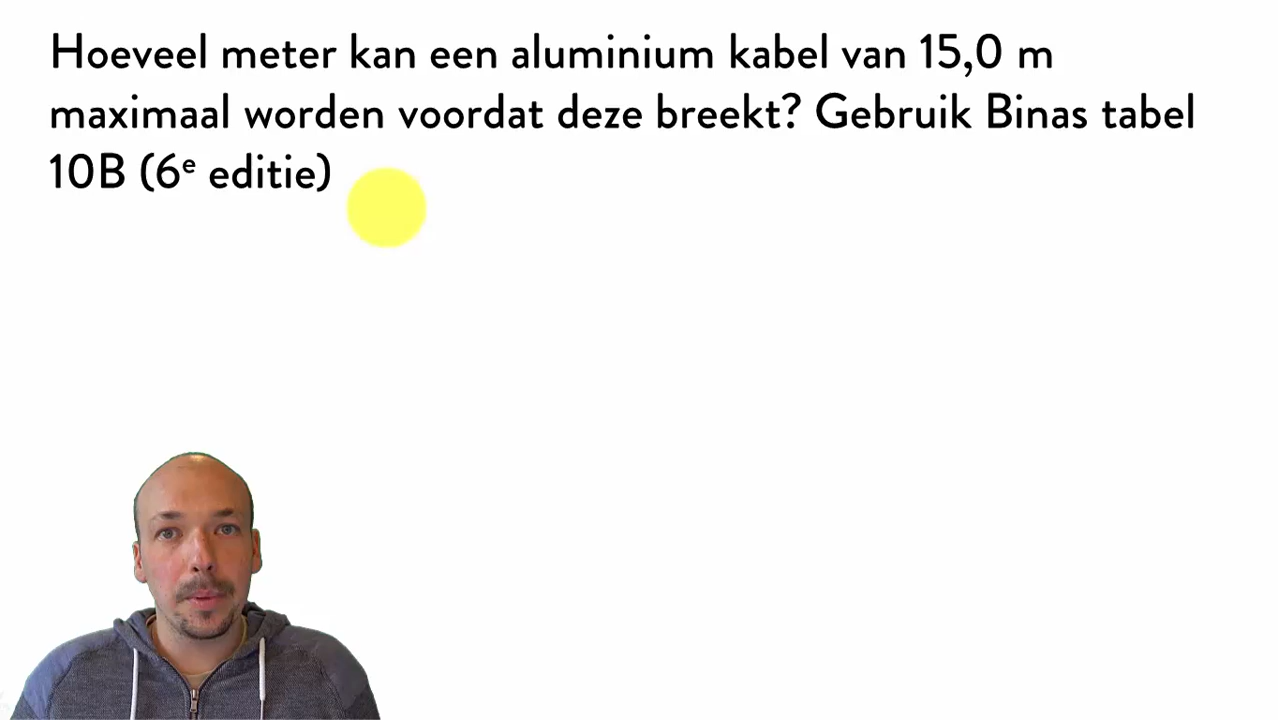 Hoeveel meter kan een aluminium kabel van 15,0 m
maximaal worden voordat deze breekt? Gebruik Binas tabel
10B (6ᵉ editie)